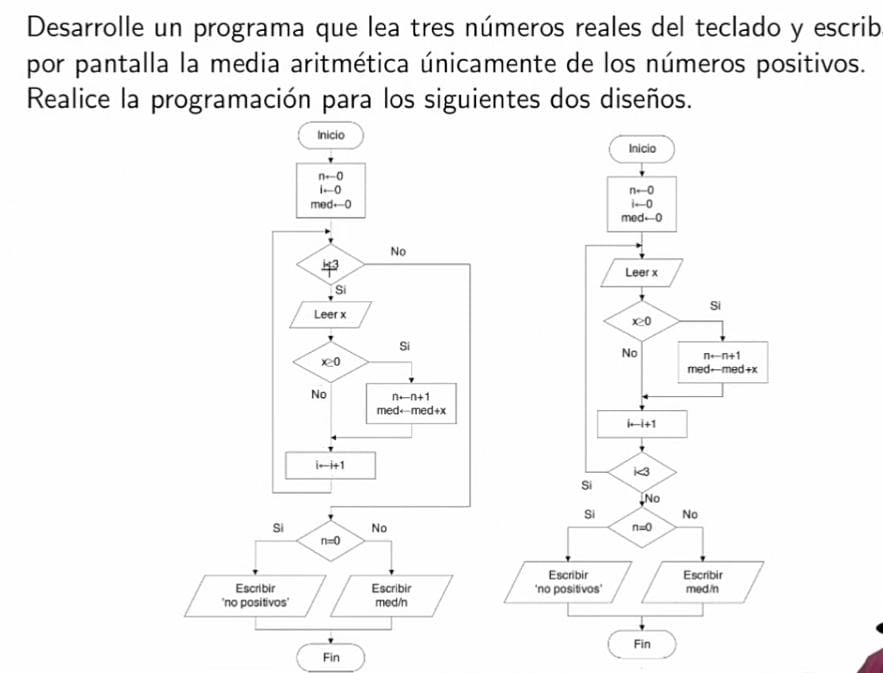 Desarrolle un programa que lea tres números reales del teclado y escrib
por pantalla la media aritmética únicamente de los números positivos.
Realice la programación para los siguientes dos diseños.
Inicio
n←0
i←0
med←0
i<3
No
Si
Leer x
x≥0
Si
No
n←n+1
med←med+x
i←i+1
n=0
Si
No
Escribir
'no positivos'
Escribir
med/n
Fin
Inicio
n←0
i←0
med←0
Leer x
x≥0
Si
No
n←n+1
med←med+x
i←i+1
i<3
Si
No
n=0
Si
No
Escribir
'no positivos'
Escribir
med/n
Fin